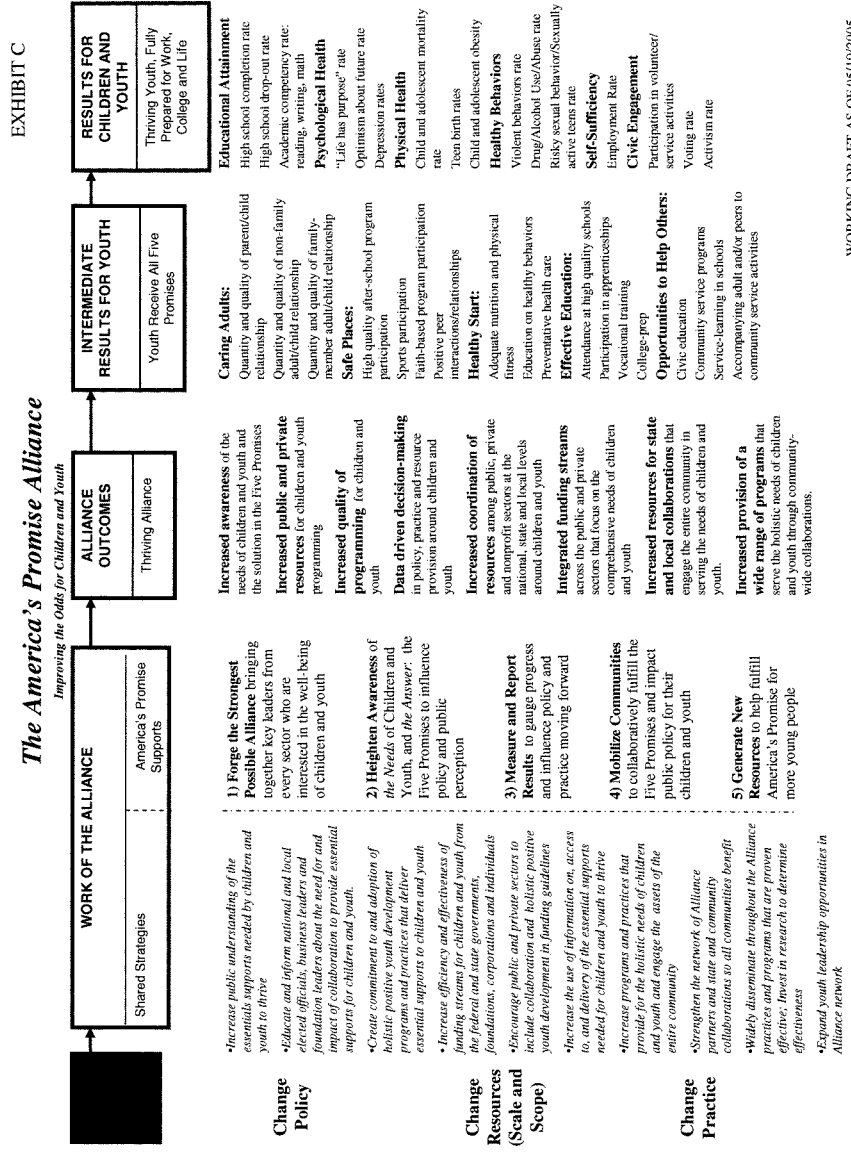 EXHIBIT C
The America's Promise Alliance
Improving the Odds for Children and Youth
WORK OF THE ALLIANCE
Shared Strategies
America's Promise
Supports
ALLIANCE
OUTCOMES
Thriving Alliance
INTERMEDIATE
RESULTS FOR YOUTH
Youth Receive All Five
Promises
RESULTS FOR
CHILDREN AND
YOUTH
Thriving Youth, Fully
Prepared for Work,
College and Life
Change
Policy
Change
Resources
(Scale and
Scope)
Change
Practice
•Increase public understanding of the
essentials supports needed by children and
youth to thrive
•Educate and inform national and local
elected officials, business leaders and
foundation leaders about the need for and
impact of collaboration to provide essential
supports for children and youth.
•Create commitment to and adoption of
holistic positive youth development
programs and practices that deliver
essential supports to children and youth
• Increase efficiency and effectiveness of
funding streams for children and youth from
the federal and state governments,
foundations, corporations and individuals
•Encourage public and private sectors to
include collaboration and holistic positive
youth development in funding guidelines
•Increase the use of information on, access
to, and delivery of the essential supports
needed for children and youth to thrive
•Increase programs and practices that
provide for the holistic needs of children
and youth and engage the assets of the
entire community
•Strengthen the network of Alliance
partners and state and community
collaborations so all communities benefit
•Widely disseminate throughout the Alliance
practices and programs that are proven
effective; Invest in research to determine
effectiveness
•Expand youth leadership opportunities in
Alliance network
1) Forge the Strongest
Possible Alliance bringing
together key leaders from
every sector who are
interested in the well-being
of children and youth
2) Heighten Awareness of
the Needs of Children and
Youth, and the Answer: the
Five Promises to influence
policy and public
perception
3) Measure and Report
Results to gauge progress
and influence policy and
practice moving forward
4) Mobilize Communities
to collaboratively fulfill the
Five Promises and impact
public policy for their
children and youth
5) Generate New
Resources to help fulfill
America's Promise for
more young people
Increased awareness of the
needs of children and youth and
the solution in the Five Promises
Increased public and private
resources for children and youth
programming
Increased quality of
programming for children and
youth
Data driven decision-making
in policy, practice and resource
provision around children and
youth
Increased coordination of
resources among public, private
and nonprofit sectors at the
national, state and local levels
around children and youth
Integrated funding streams
across the public and private
sectors that focus on the
comprehensive needs of children
and youth
Increased resources for state
and local collaborations that
engage the entire community in
serving the needs of children and
youth.
Increased provision of a
wide range of programs that
serve the holistic needs of children
and youth through community-
wide collaborations.
Caring Adults:
Quantity and quality of parent/child
relationship
Quantity and quality of non-family
adult/child relationship
Quantity and quality of family-
member adult/child relationship
Safe Places:
High quality after-school program
participation
Sports participation
Faith-based program participation
Positive peer
interactions/relationships
Healthy Start:
Adequate nutrition and physical
fitness
Education on healthy behaviors
Preventative health care
Effective Education:
Attendance at high quality schools
Participation in apprenticeships
Vocational training
College-prep
Opportunities to Help Others:
Civic education
Community service programs
Service-learning in schools
Accompanying adult and/or peers to
community service activities
Educational Attainment
High school completion rate
High school drop-out rate
Academic competency rate:
reading, writing, math
Psychological Health
"Life has purpose" rate
Optimism about future rate
Depression rates
Physical Health
Child and adolescent mortality
rate
Teen birth rates
Child and adolescent obesity
Healthy Behaviors
Violent behaviors rate
Drug/Alcohol Use/Abuse rate
Risky sexual behavior/Sexually
active teens rate
Self-Sufficiency
Employment Rate
Civic Engagement
Participation in volunteer/
service activities
Voting rate
Activism rate
WORKING DRAFT AS OF